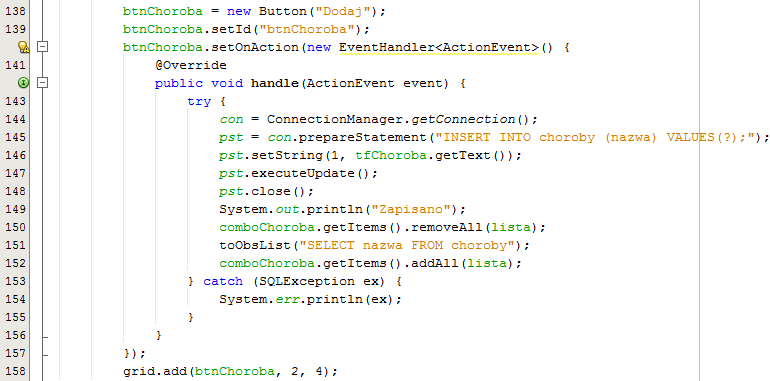 138 btnChoroba = new Button("Dodaj");
139 btnChoroba.setId("btnChoroba");
btnChoroba.setOnAction(new EventHandler<ActionEvent>() {
141 @Override
public void handle(ActionEvent event) {
143 try {
144 con = ConnectionManager.getConnection();
145 pst = con.prepareStatement("INSERT INTO choroby (nazwa) VALUES(?);");
146 pst.setString(1, tfChoroba.getText());
147 pst.executeUpdate();
148 pst.close();
149 System.out.println("Zapisano");
150 comboChoroba.getItems().removeAll(lista);
151 toObsList("SELECT nazwa FROM choroby");
152 comboChoroba.getItems().addAll(lista);
153 } catch (SQLException ex) {
154 System.err.println(ex);
155 }
156 }
157 });
158 grid.add(btnChoroba, 2, 4);